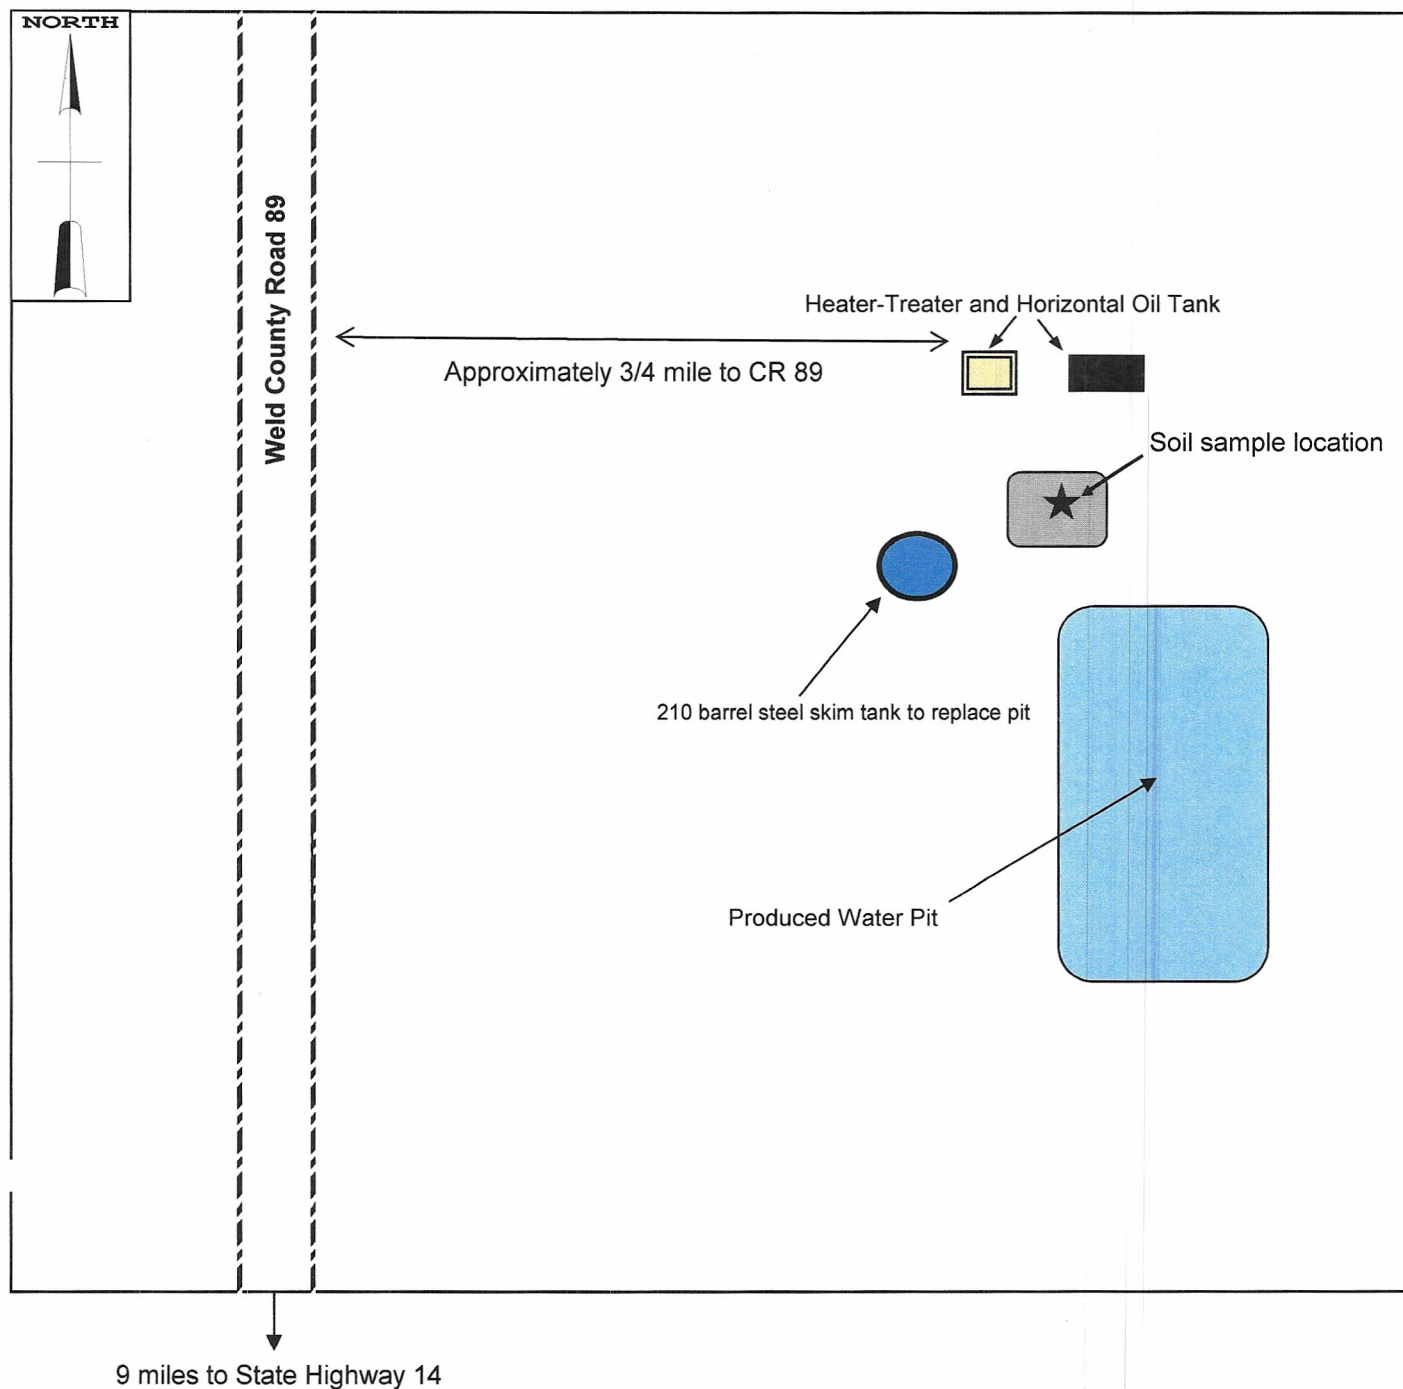 NORTH
Weld County Road 89
Heater-Treater and Horizontal Oil Tank
Approximately 3/4 mile to CR 89
Soil sample location
210 barrel steel skim tank to replace pit
Produced Water Pit
9 miles to State Highway 14